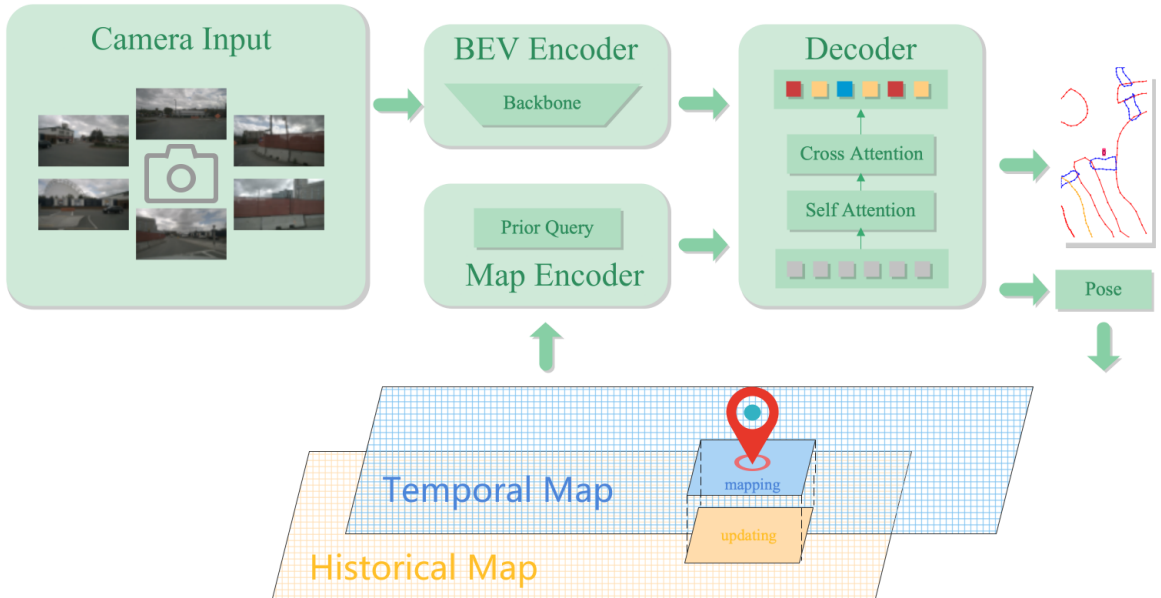 Camera Input
BEV Encoder
Backbone
Prior Query
Map Encoder
Decoder
Cross Attention
Self Attention
Pose
mapping
Temporal Map
updating
Historical Map